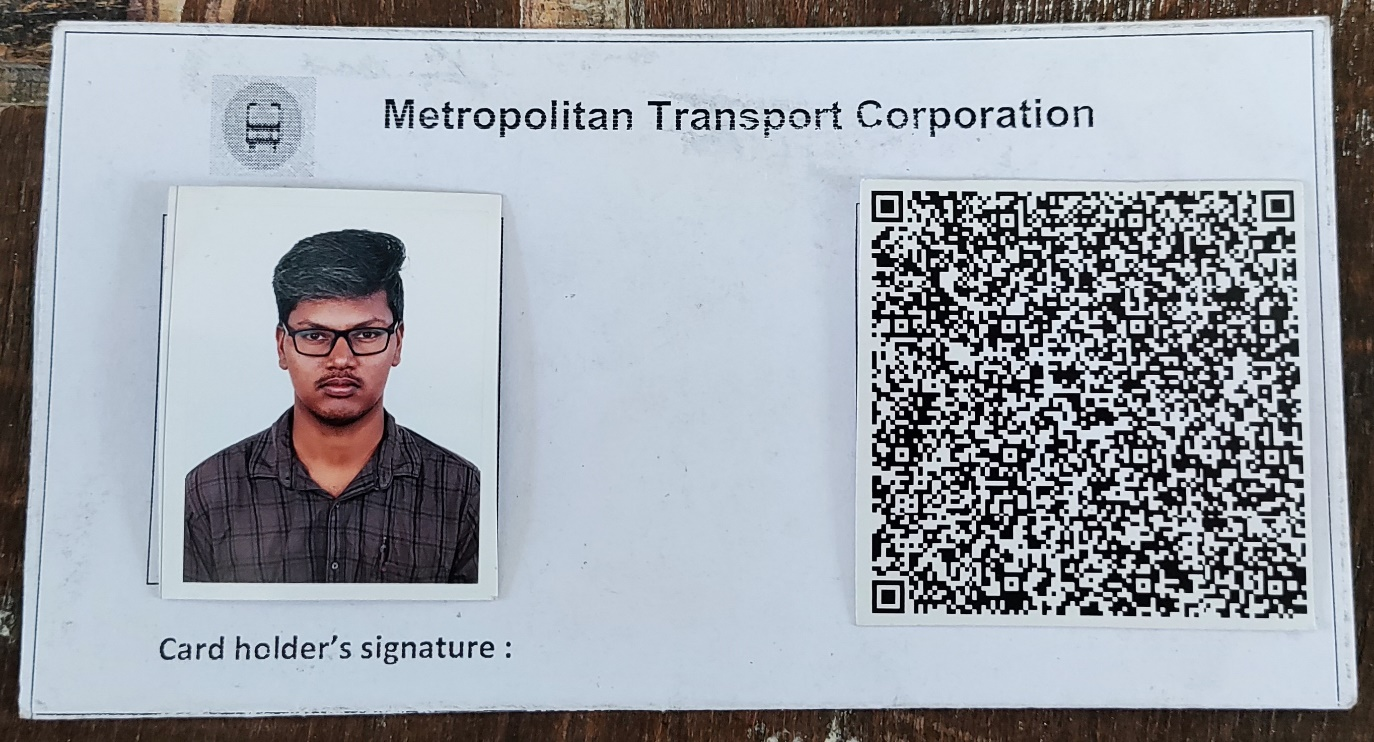 Metropolitan Transport Corporation
Card holder's signature :